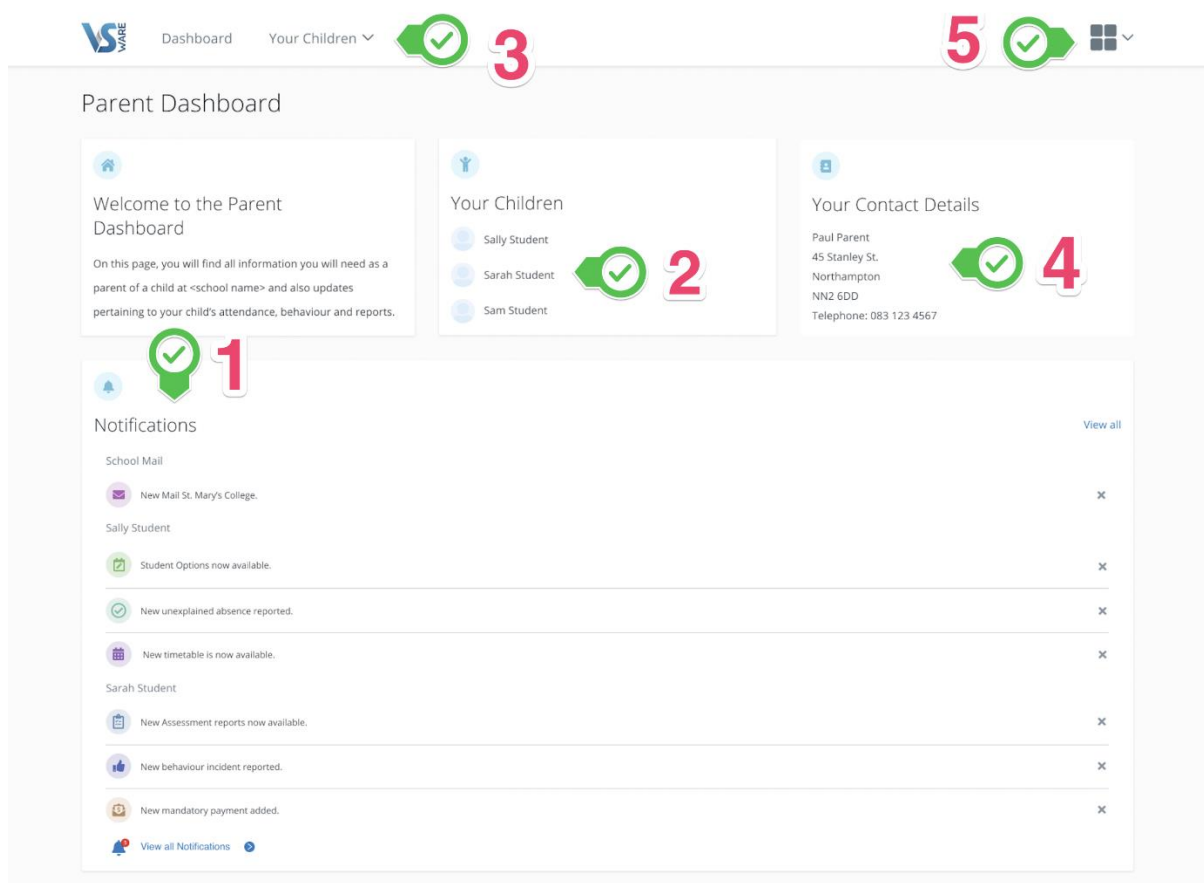 VS WARE
Dashboard
Your Children
3
5
Parent Dashboard
Welcome to the Parent
Dashboard
On this page, you will find all information you will need as a
parent of a child at <school name> and also updates
pertaining to your child's attendance, behaviour and reports.
Your Children
Sally Student
Sarah Student
Sam Student
2
Your Contact Details
Paul Parent
45 Stanley St.
Northampton
NN2 6DD
Telephone: 083 123 4567
4
1
Notifications
View all
School Mail
New Mail St. Mary's College.
Sally Student
Student Options now available.
New unexplained absence reported.
New timetable is now available.
Sarah Student
New Assessment reports now available.
New behaviour incident reported.
New mandatory payment added.
View all Notifications